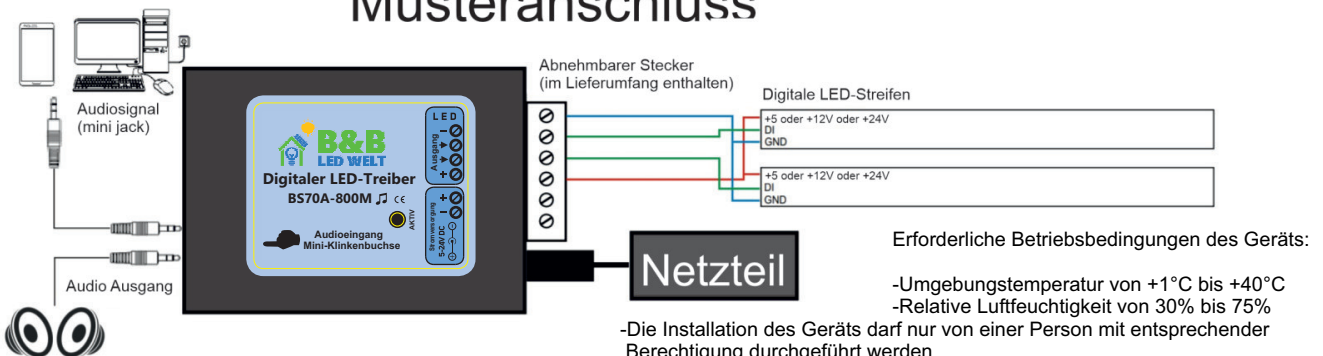 Musteranschluss
Audiosignal
(mini jack)
Abnehmbarer Stecker
(im Lieferumfang enthalten)
Digitale LED-Streifen
+5 oder +12V oder +24V
DI
GND
+5 oder +12V oder +24V
DI
GND
B&B
LED WELT
Digitaler LED-Treiber
BS70A-800M ♫ CE
AKTIV
Audioeingang
Mini-Klinkenbuchse
LED
Ausgang
Stromversorgung
5-24V DC
Audio Ausgang
Netzteil
Erforderliche Betriebsbedingungen des Geräts:
-Umgebungstemperatur von +1°C bis +40°C
-Relative Luftfeuchtigkeit von 30% bis 75%
-Die Installation des Geräts darf nur von einer Person mit entsprechender
Berechtigung durchgeführt werden